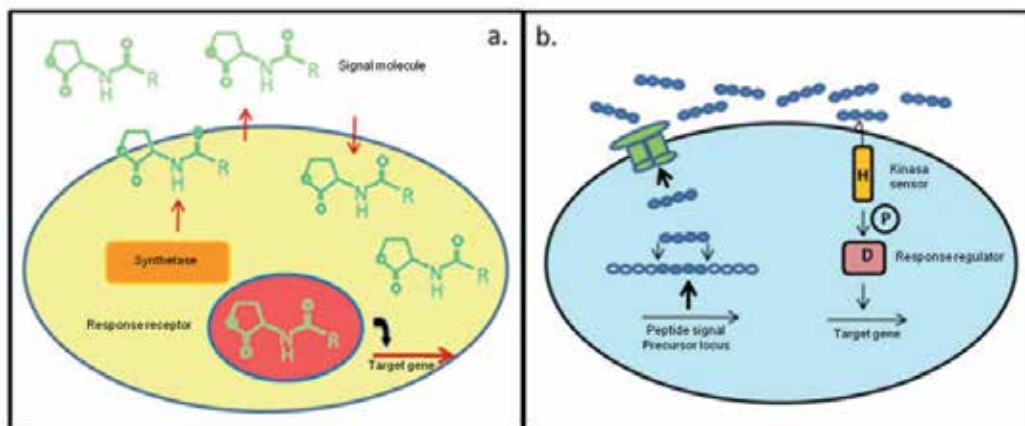 a.
Signal molecule
O
O
N
H
O
R
O
O
N
H
O
R
O
O
N
H
O
R
O
O
N
H
O
R
O
O
N
H
O
R
Synthetase
Response receptor
O
O
N
H
O
R
Target gene
b.
H
Kinasa
sensor
P
D
Response regulator
Peptide signal
Precursor locus
Target gene